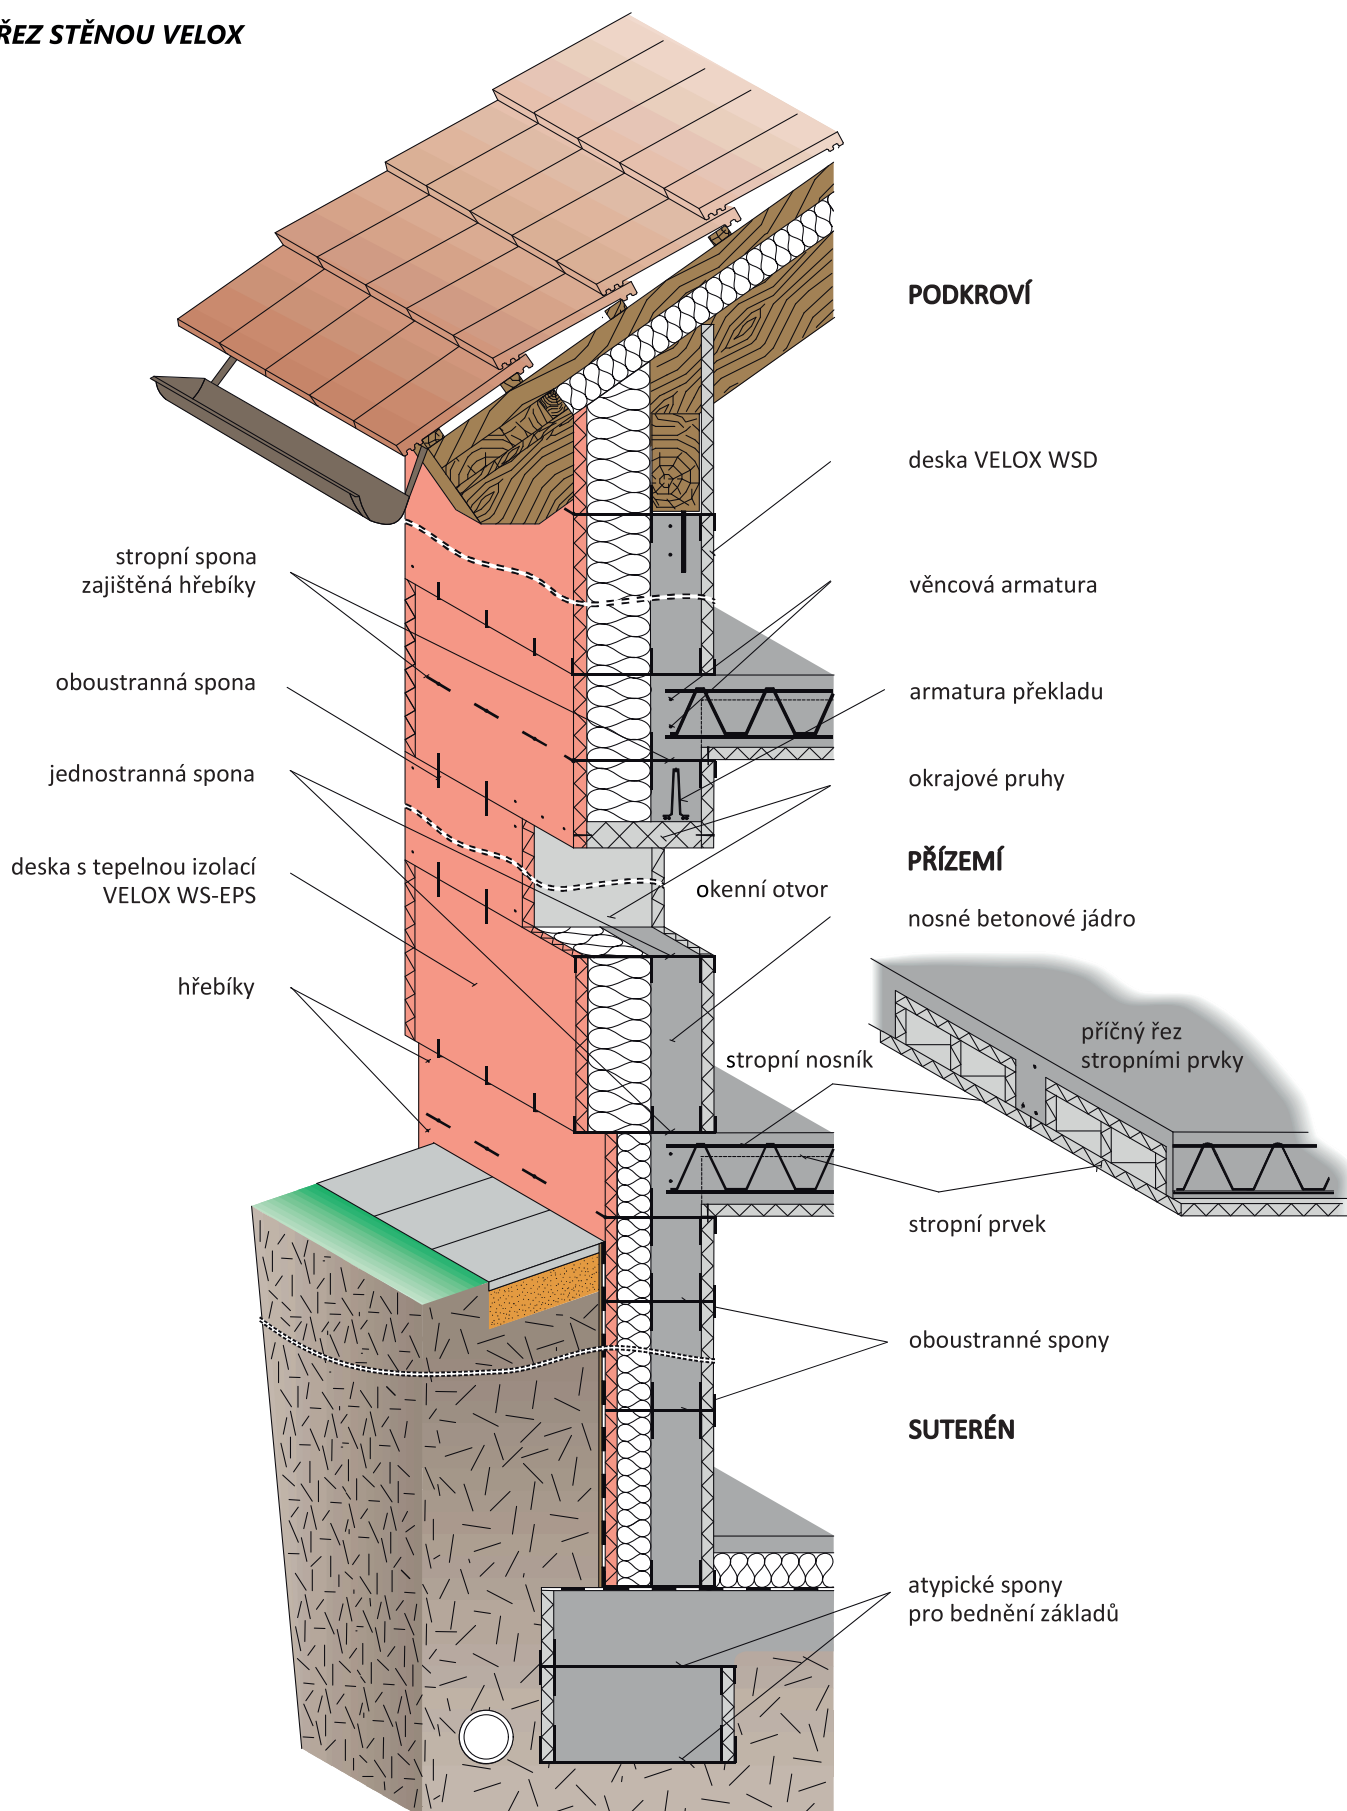 ŘEZ STĚNOU VELOX
PODKROVÍ
deska VELOX WSD
stropní spona
zajištěná hřebíky
věncová armatura
oboustranná spona
armatura překladu
jednostranná spona
okrajové pruhy
PŘÍZEMÍ
deska s tepelnou izolací
VELOX WS-EPS
okenní otvor
nosné betonové jádro
hřebíky
příčný řez
stropními prvky
stropní nosník
stropní prvek
oboustranné spony
SUTERÉN
atypické spony
pro bednění základů